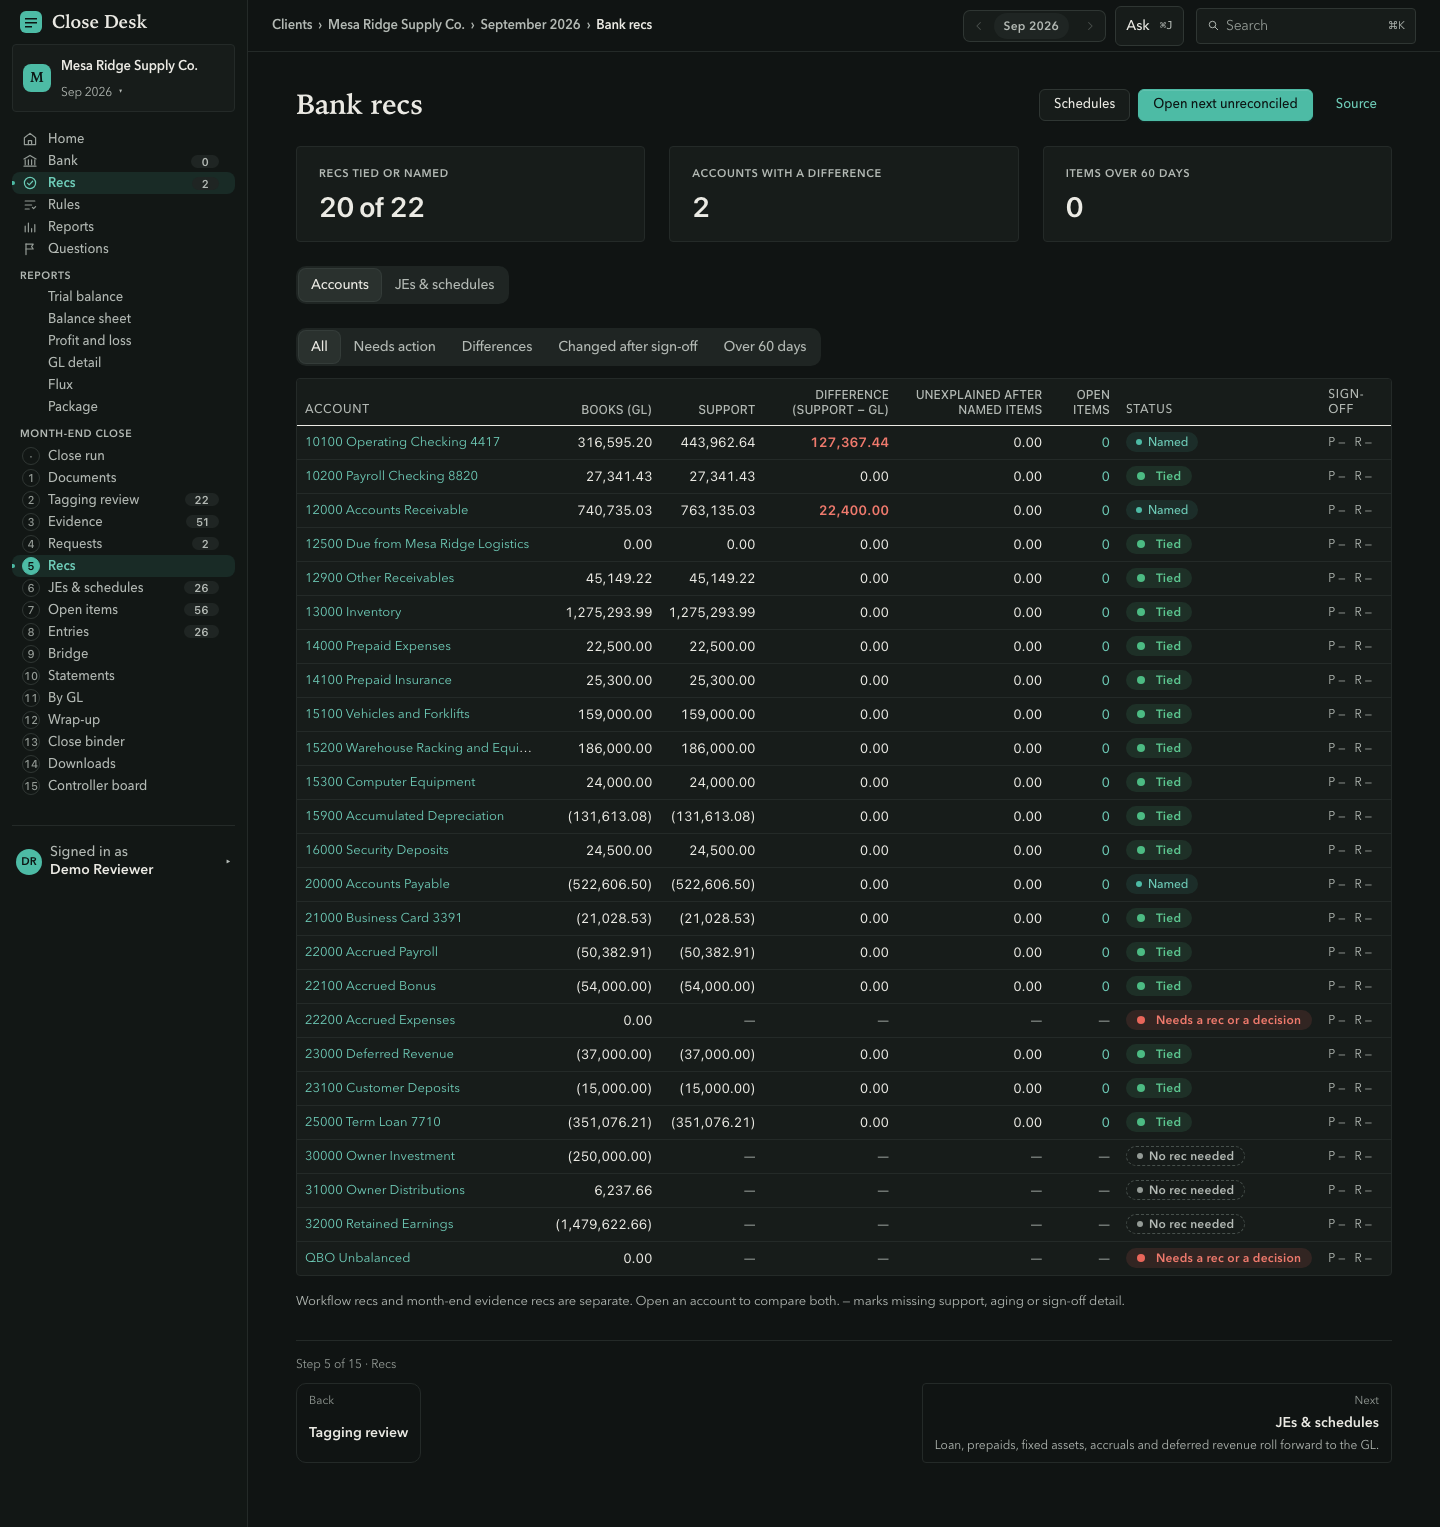 Close Desk
M
Mesa Ridge Supply Co.
Sep 2026
Home
Bank 0
Recs 2
Rules
Reports
Questions
REPORTS
Trial balance
Balance sheet
Profit and loss
GL detail
Flux
Package
MONTH-END CLOSE
· Close run
1 Documents
2 Tagging review 22
3 Evidence 51
4 Requests 2
5 Recs
6 JEs & schedules 26
7 Open items 56
8 Entries 26
9 Bridge
10 Statements
11 By GL
12 Wrap-up
13 Close binder
14 Downloads
15 Controller board
DR
Signed in as
Demo Reviewer
Clients › Mesa Ridge Supply Co. › September 2026 › Bank recs
‹ Sep 2026 ›
Ask ⌘J
Search ⌘K
Bank recs
Schedules
Open next unreconciled
Source
RECS TIED OR NAMED
20 of 22
ACCOUNTS WITH A DIFFERENCE
2
ITEMS OVER 60 DAYS
0
Accounts JEs & schedules
All Needs action Differences Changed after sign-off Over 60 days
ACCOUNT BOOKS (GL) SUPPORT DIFFERENCE (SUPPORT – GL) UNEXPLAINED AFTER NAMED ITEMS OPEN ITEMS STATUS SIGN-OFF
10100 Operating Checking 4417 316,595.20 443,962.64 127,367.44 0.00 0 Named P – R –
10200 Payroll Checking 8820 27,341.43 27,341.43 0.00 0.00 0 Tied P – R –
12000 Accounts Receivable 740,735.03 763,135.03 22,400.00 0.00 0 Named P – R –
12500 Due from Mesa Ridge Logistics 0.00 0.00 0.00 0.00 0 Tied P – R –
12900 Other Receivables 45,149.22 45,149.22 0.00 0.00 0 Tied P – R –
13000 Inventory 1,275,293.99 1,275,293.99 0.00 0.00 0 Tied P – R –
14000 Prepaid Expenses 22,500.00 22,500.00 0.00 0.00 0 Tied P – R –
14100 Prepaid Insurance 25,300.00 25,300.00 0.00 0.00 0 Tied P – R –
15100 Vehicles and Forklifts 159,000.00 159,000.00 0.00 0.00 0 Tied P – R –
15200 Warehouse Racking and Equi… 186,000.00 186,000.00 0.00 0.00 0 Tied P – R –
15300 Computer Equipment 24,000.00 24,000.00 0.00 0.00 0 Tied P – R –
15900 Accumulated Depreciation (131,613.08) (131,613.08) 0.00 0.00 0 Tied P – R –
16000 Security Deposits 24,500.00 24,500.00 0.00 0.00 0 Tied P – R –
20000 Accounts Payable (522,606.50) (522,606.50) 0.00 0.00 0 Named P – R –
21000 Business Card 3391 (21,028.53) (21,028.53) 0.00 0.00 0 Tied P – R –
22000 Accrued Payroll (50,382.91) (50,382.91) 0.00 0.00 0 Tied P – R –
22100 Accrued Bonus (54,000.00) (54,000.00) 0.00 0.00 0 Tied P – R –
22200 Accrued Expenses 0.00 — — — — Needs a rec or a decision P – R –
23000 Deferred Revenue (37,000.00) (37,000.00) 0.00 0.00 0 Tied P – R –
23100 Customer Deposits (15,000.00) (15,000.00) 0.00 0.00 0 Tied P – R –
25000 Term Loan 7710 (351,076.21) (351,076.21) 0.00 0.00 0 Tied P – R –
30000 Owner Investment (250,000.00) — — — — No rec needed P – R –
31000 Owner Distributions 6,237.66 — — — — No rec needed P – R –
32000 Retained Earnings (1,479,622.66) — — — — No rec needed P – R –
QBO Unbalanced 0.00 — — — — Needs a rec or a decision P – R –
Workflow recs and month-end evidence recs are separate. Open an account to compare both. — marks missing support, aging or sign-off detail.
Step 5 of 15 · Recs
Back
Tagging review
Next
JEs & schedules
Loan, prepaids, fixed assets, accruals and deferred revenue roll forward to the GL.